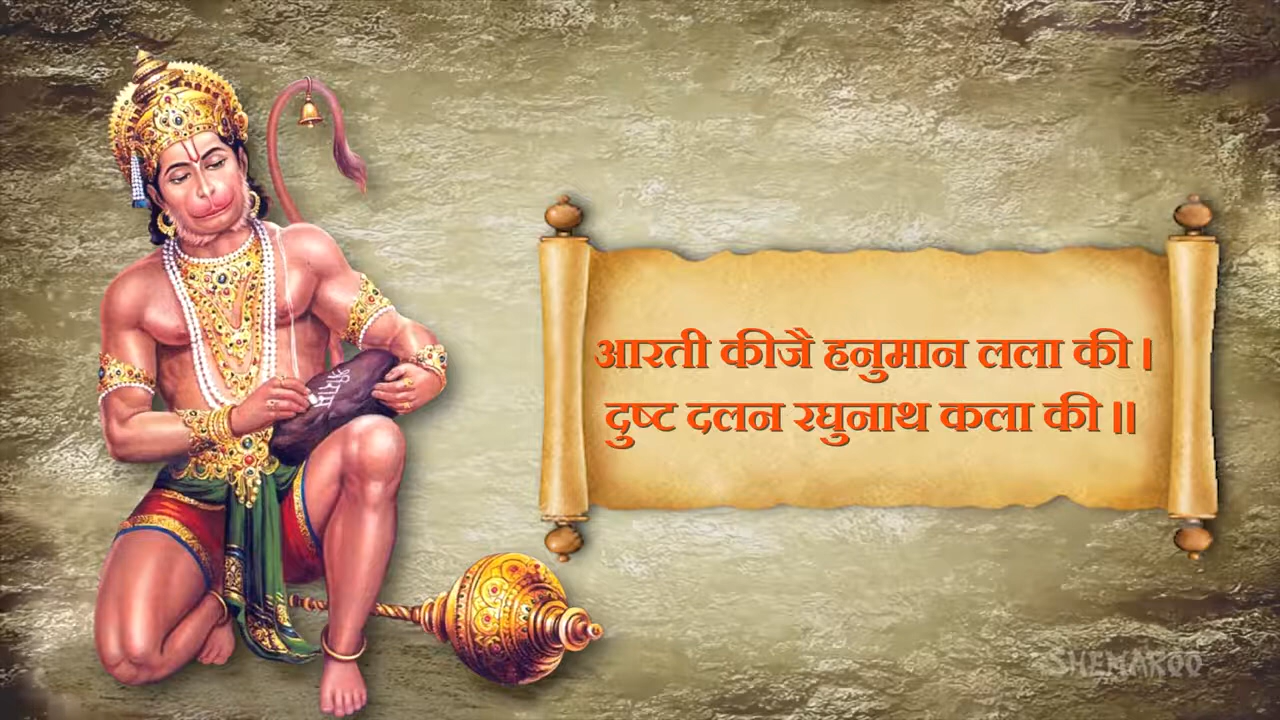 आरती कीजै हनुमान लला की।
दुष्ट दलन रघुनाथ कला की॥
श्रीराम
SHEMAROO